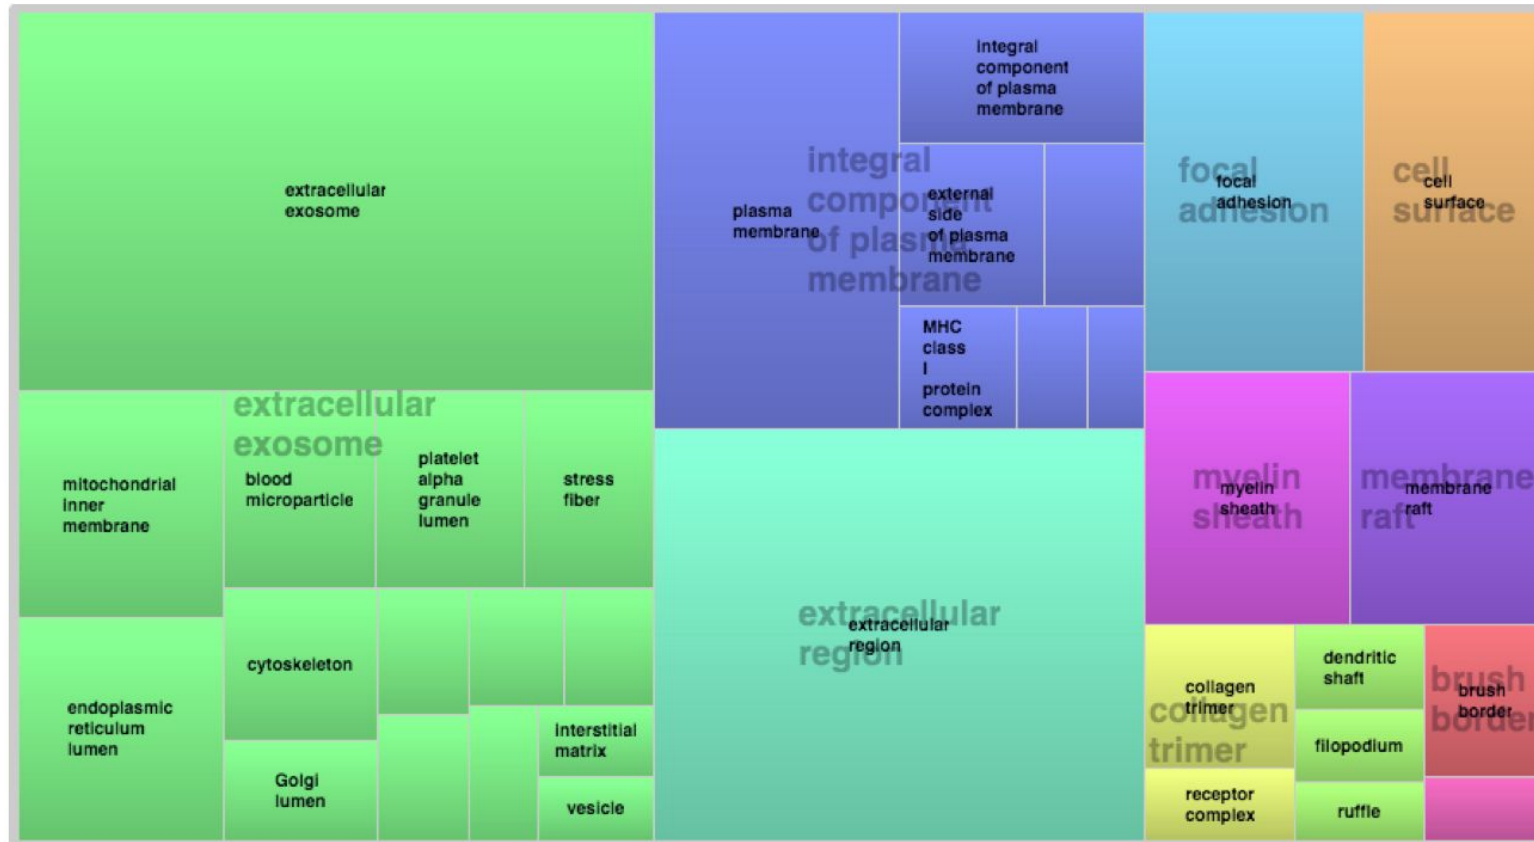 extracellular
exosome
extracellular
exosome
mitochondrial
inner
membrane
blood
microparticle
platelet
alpha
granule
lumen
stress
fiber
endoplasmic
reticulum
lumen
cytoskeleton
Golgi
lumen
interstitial
matrix
vesicle
integral
component
of plasma
membrane
plasma
membrane
integral
component
of plasma
membrane
external
side
of plasma
membrane
MHC
class
I
protein
complex
extracellular
region
extracellular
region
focal
adhesion
focal
adhesion
cell
surface
cell
surface
myelin
sheath
myelin
sheath
membrane
raft
membrane
raft
collagen
trimer
collagen
trimer
receptor
complex
dendritic
shaft
filopodium
ruffle
brush
border
brush
border